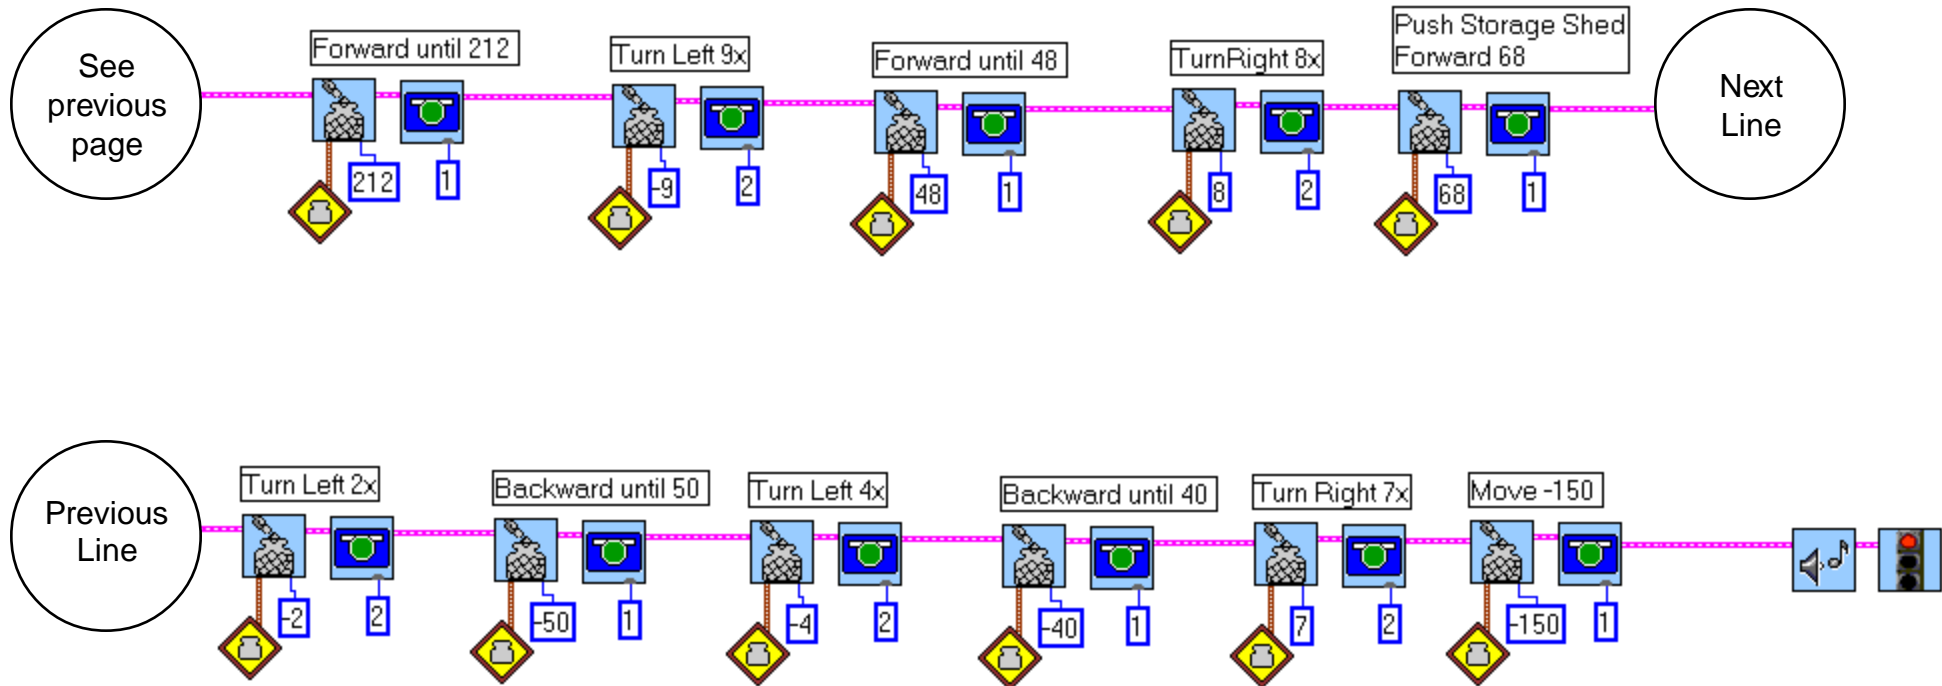 See
previous
page
Forward until 212
212
1
Turn Left 9x
-9
2
Forward until 48
48
1
TurnRight 8x
8
2
Push Storage Shed
Forward 68
68
1
Next
Line
Previous
Line
Turn Left 2x
-2
2
Backward until 50
-50
1
Turn Left 4x
-4
2
Backward until 40
-40
1
Turn Right 7x
7
2
Move -150
-150
1